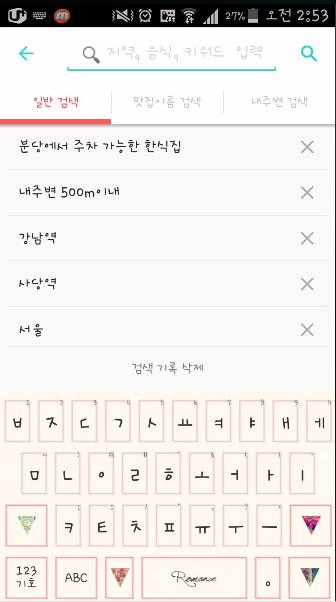 27% 오전 2:53
지역, 음식, 키워드 입력
일반 검색 맛집이름 검색 내주변 검색
분당에서 주차 가능한 한식집
내주변 500m이내
강남역
사당역
서울
검색 기록 삭제
ㅂ ㅈ ㄷ ㄱ ㅅ ㅛ ㅕ ㅑ ㅐ ㅔ
ㅁ ㄴ ㅇ ㄹ ㅎ ㅗ ㅓ ㅏ ㅣ
ㅋ ㅌ ㅊ ㅍ ㅠ ㅜ ㅡ
123 기호 ABC Romance .